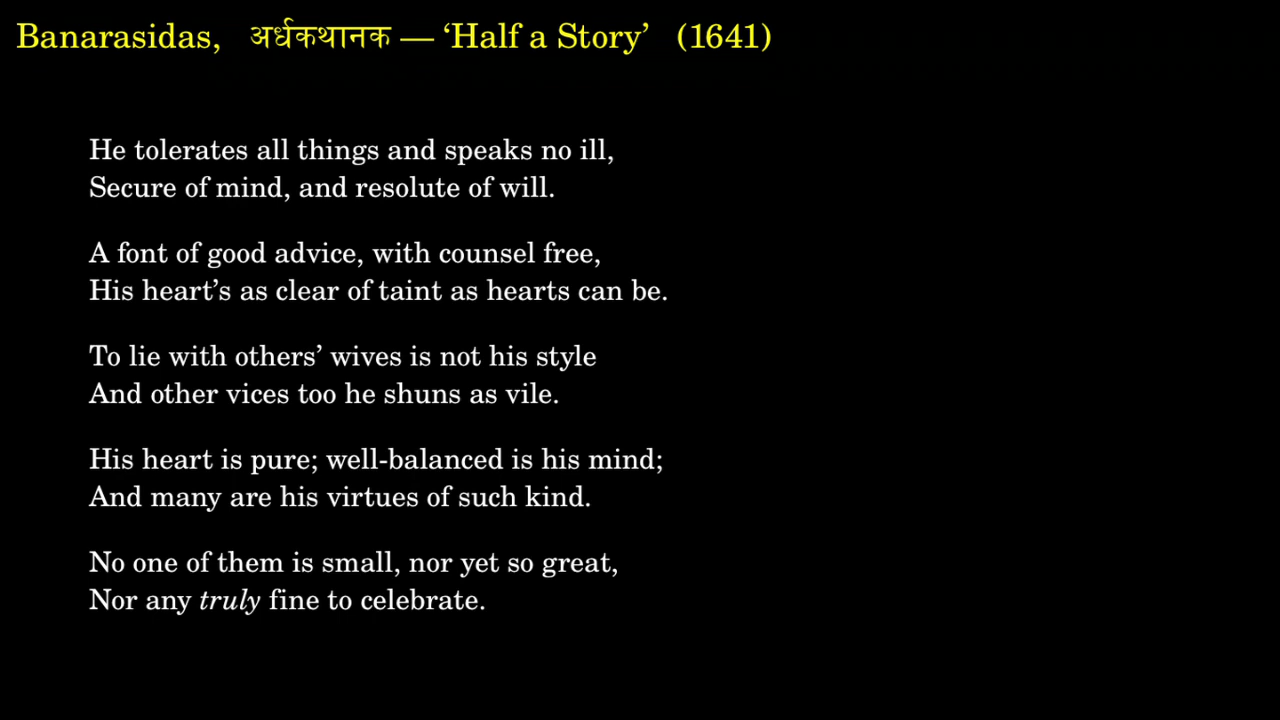 Banarasidas, अर्धकथानक — ‘Half a Story’ (1641)
He tolerates all things and speaks no ill,
Secure of mind, and resolute of will.
A font of good advice, with counsel free,
His heart’s as clear of taint as hearts can be.
To lie with others’ wives is not his style
And other vices too he shuns as vile.
His heart is pure; well-balanced is his mind;
And many are his virtues of such kind.
No one of them is small, nor yet so great,
Nor any truly fine to celebrate.